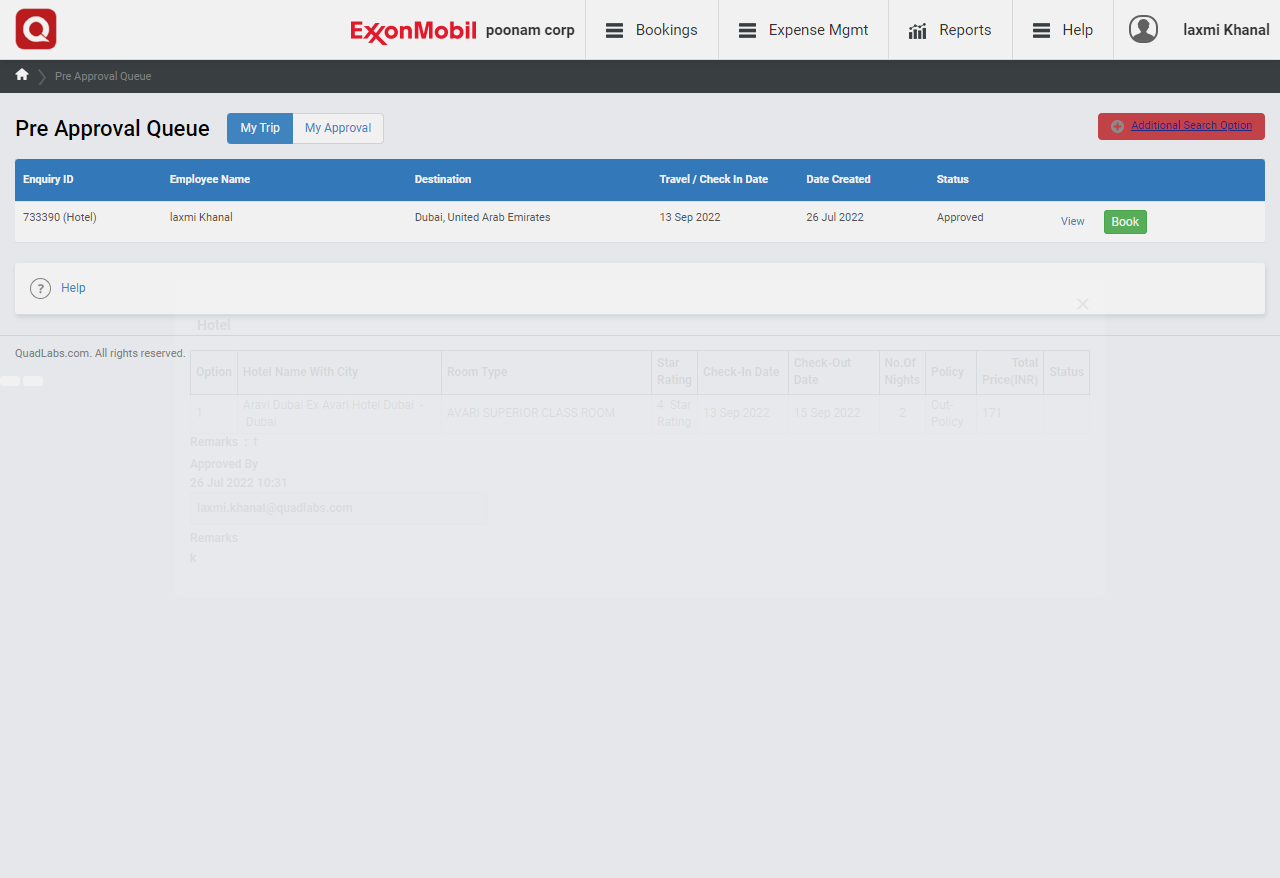 ExxonMobil poonam corp Bookings Expense Mgmt Reports Help laxmi Khanal
Pre Approval Queue
Pre Approval Queue My Trip My Approval Additional Search Option
Enquiry ID Employee Name Destination Travel / Check In Date Date Created Status
733390 (Hotel) laxmi Khanal Dubai, United Arab Emirates 13 Sep 2022 26 Jul 2022 Approved View Book
? Help
Hotel
QuadLabs.com. All rights reserved.
Option Hotel Name With City Room Type Star Rating Check-In Date Check-Out Date No.Of Nights Policy Total Price(INR) Status
1 Aravi Dubai Ex Avari Hotel Dubai - Dubai AVARI SUPERIOR CLASS ROOM 4 Star Rating 13 Sep 2022 15 Sep 2022 2 Out-Policy 171
Remarks : 1
Approved By
26 Jul 2022 10:31
laxmi.khanal@quadlabs.com
Remarks
k